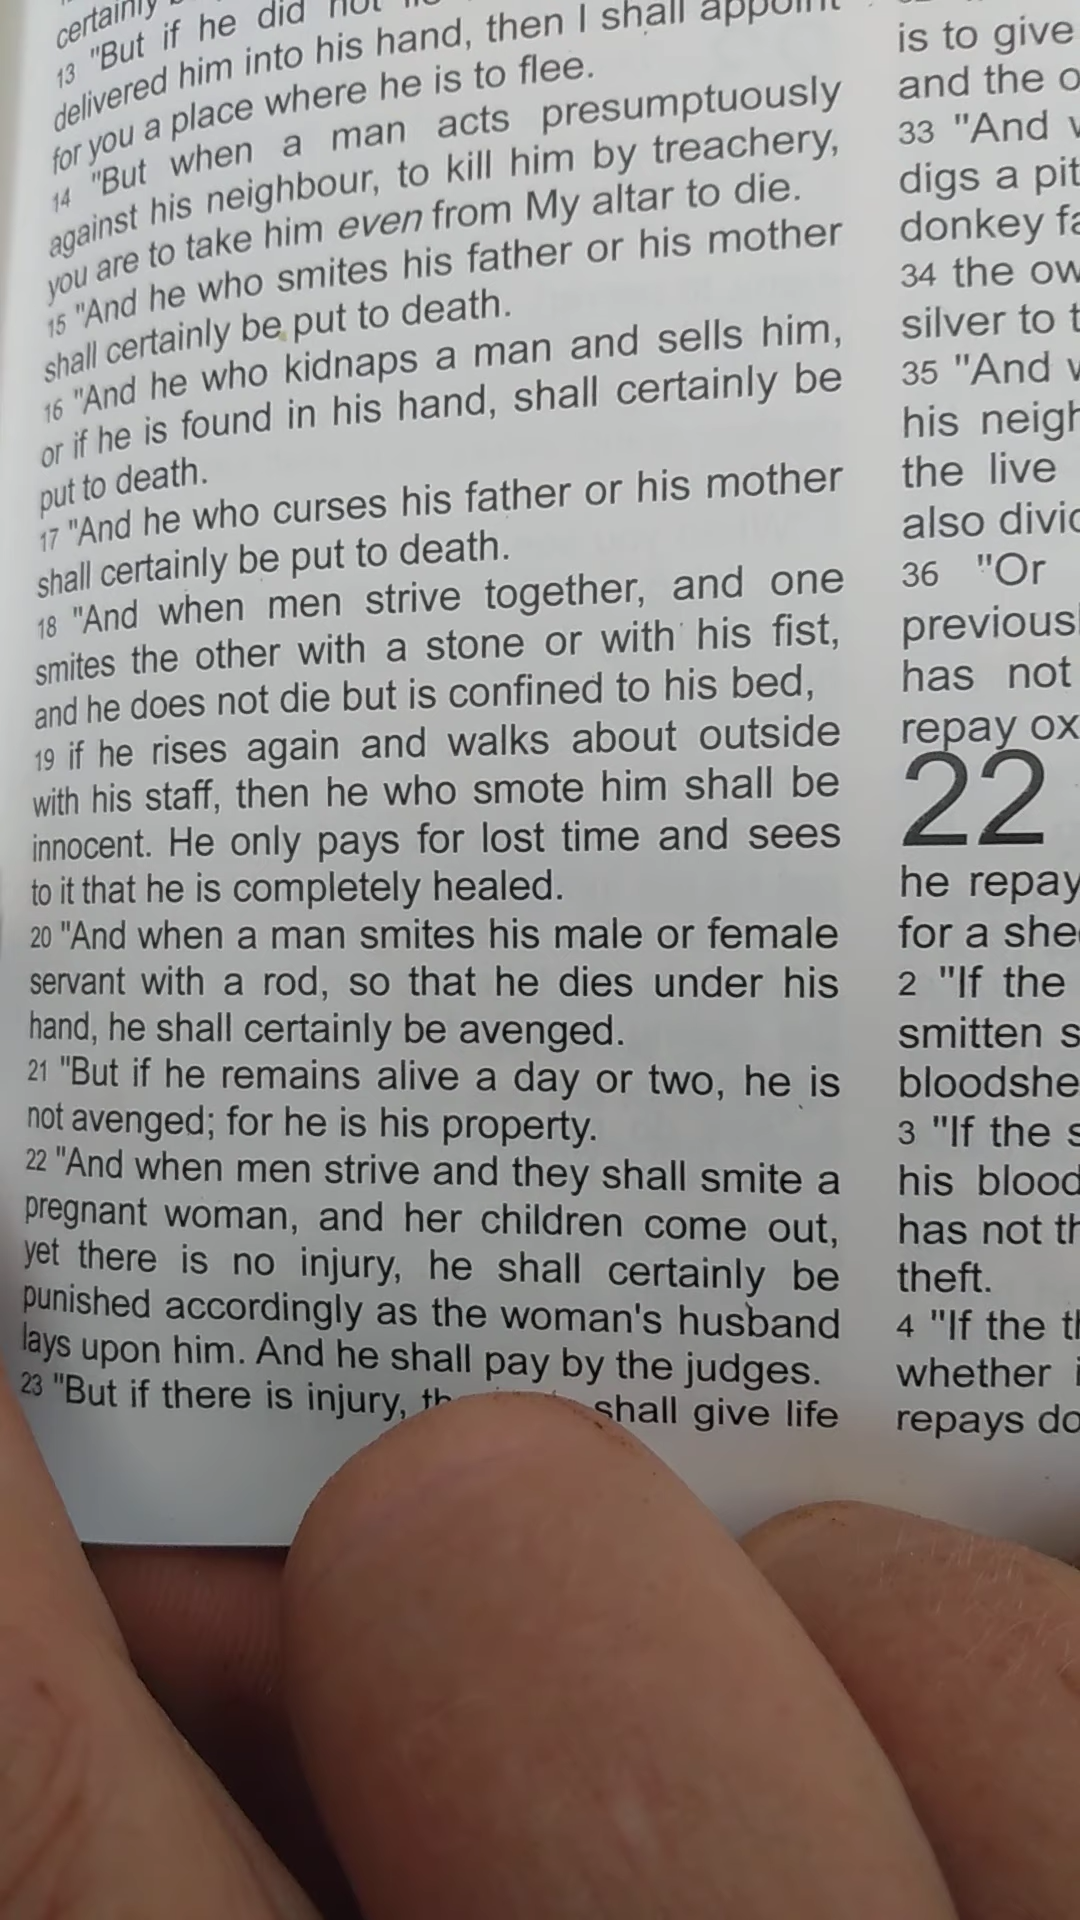 certainly
13 "But if he did
delivered him into his hand, then I shall appoint
for you a place where he is to flee.
14 "But when a man acts presumptuously
against his neighbour, to kill him by treachery,
you are to take him even from My altar to die.
15 "And he who smites his father or his mother
shall certainly be put to death.
16 "And he who kidnaps a man and sells him,
or if he is found in his hand, shall certainly be
put to death.
17 "And he who curses his father or his mother
shall certainly be put to death.
18 "And when men strive together, and one
smites the other with a stone or with his fist,
and he does not die but is confined to his bed,
19 if he rises again and walks about outside
with his staff, then he who smote him shall be
innocent. He only pays for lost time and sees
to it that he is completely healed.
20 "And when a man smites his male or female
servant with a rod, so that he dies under his
hand, he shall certainly be avenged.
21 "But if he remains alive a day or two, he is
not avenged; for he is his property.
22 "And when men strive and they shall smite a
pregnant woman, and her children come out,
yet there is no injury, he shall certainly be
punished accordingly as the woman's husband
lays upon him. And he shall pay by the judges.
23 "But if there is injury, shall give life
is to give
and the
33 "And
digs a pit
donkey
34 the
silver to
35 "And
his
the live
also
36 "Or
has not
repay
22
he repay
for a
2 "If the
smitten
3 "If the
his blood
has not
theft.
4 "If the
whether
repays